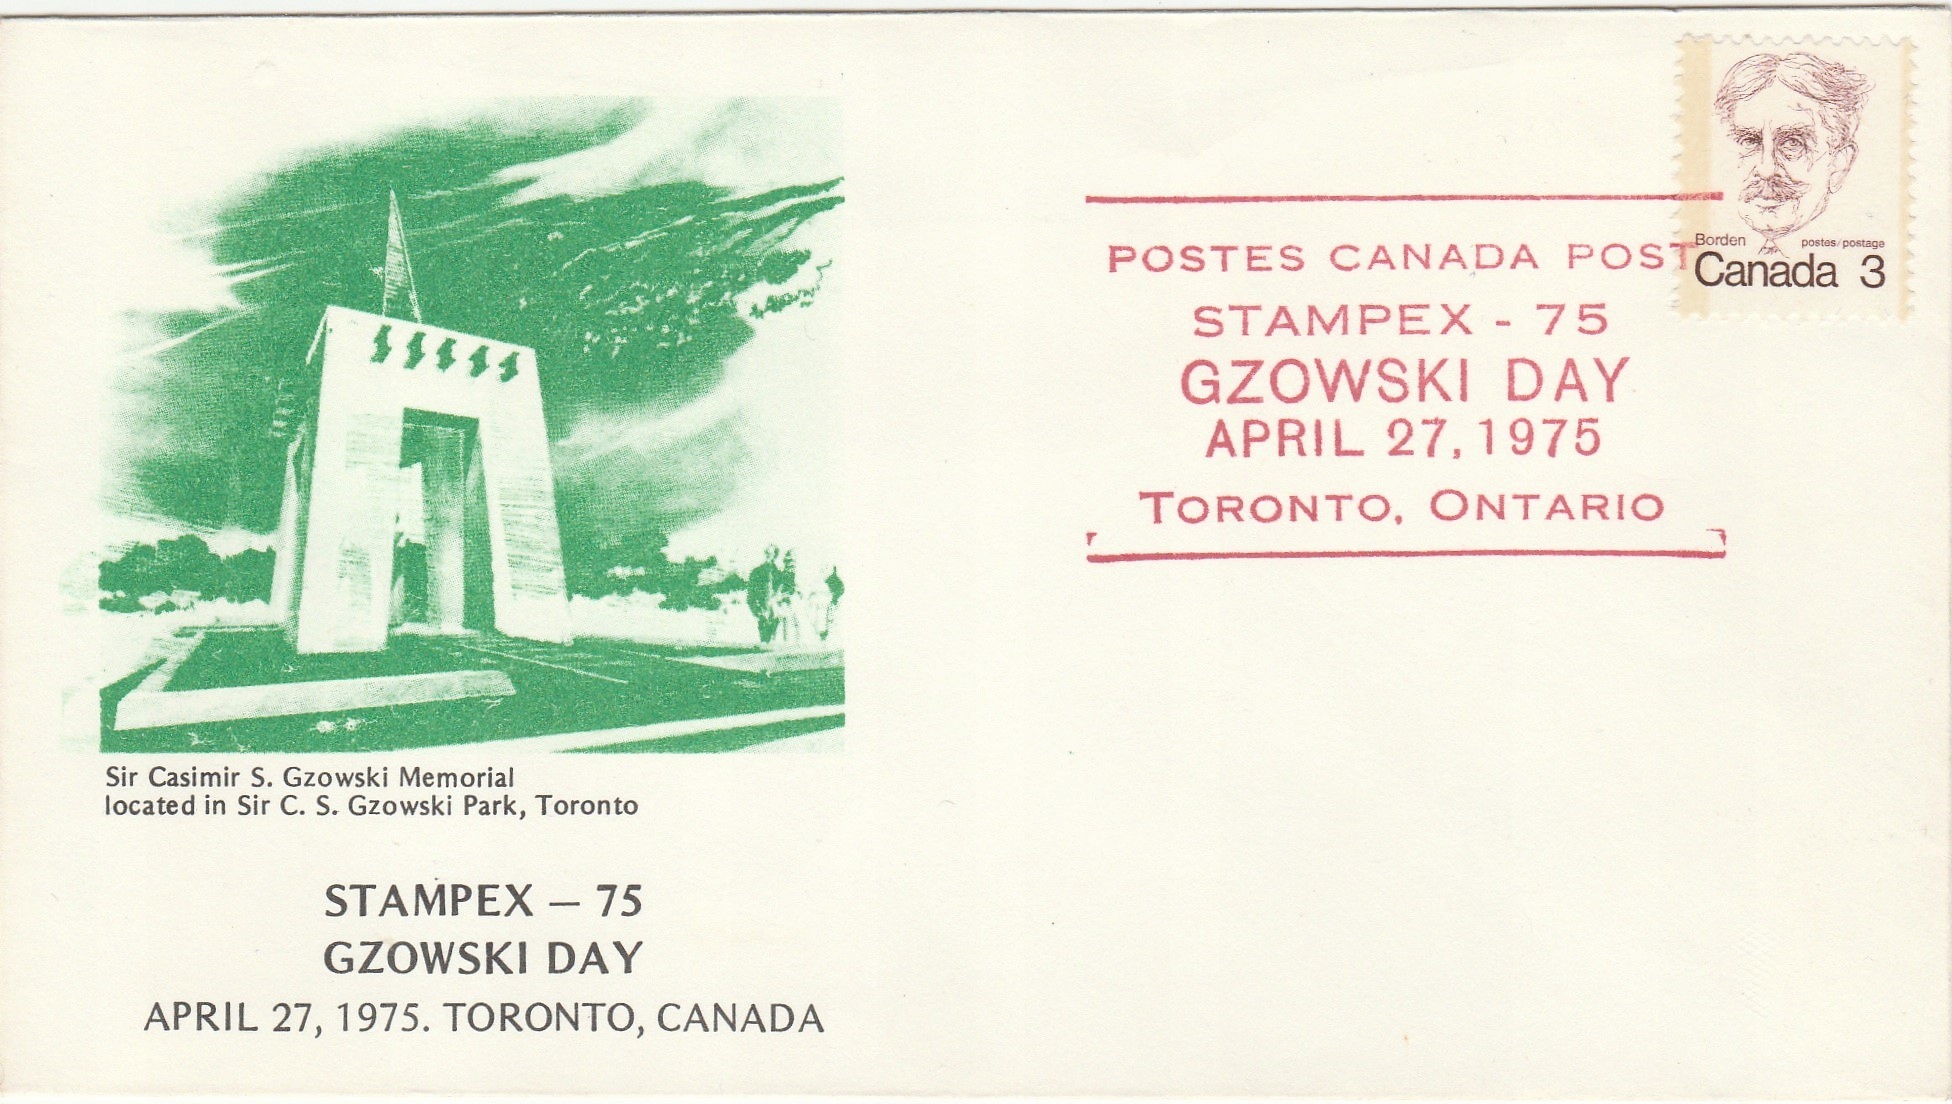 Borden postes/postage
Canada 3
POSTES CANADA POST
STAMPEX - 75
GZOWSKI DAY
APRIL 27, 1975
TORONTO, ONTARIO
Sir Casimir S. Gzowski Memorial
located in Sir C. S. Gzowski Park, Toronto
STAMPEX — 75
GZOWSKI DAY
APRIL 27, 1975. TORONTO, CANADA